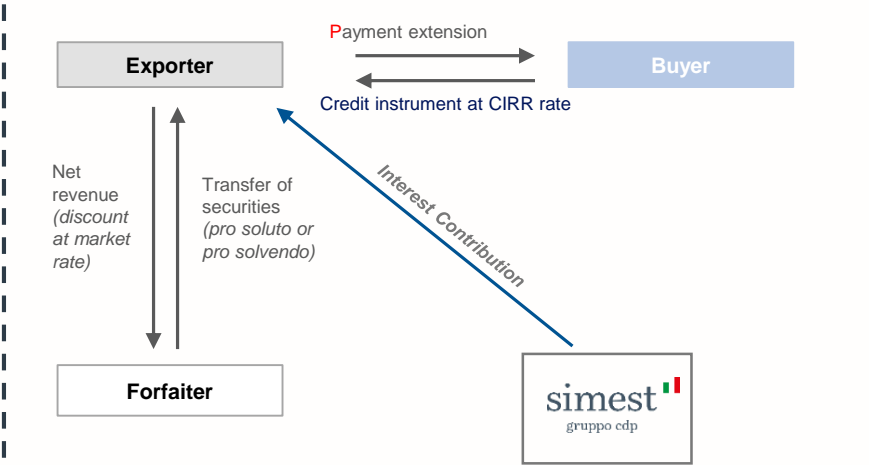 Payment extension
Exporter
Buyer
Credit instrument at CIRR rate
Net
revenue
(discount
at market
rate)
Transfer of
securities
(pro soluto or
pro solvendo)
Interest Contribution
Forfaiter
simest
gruppo cdp